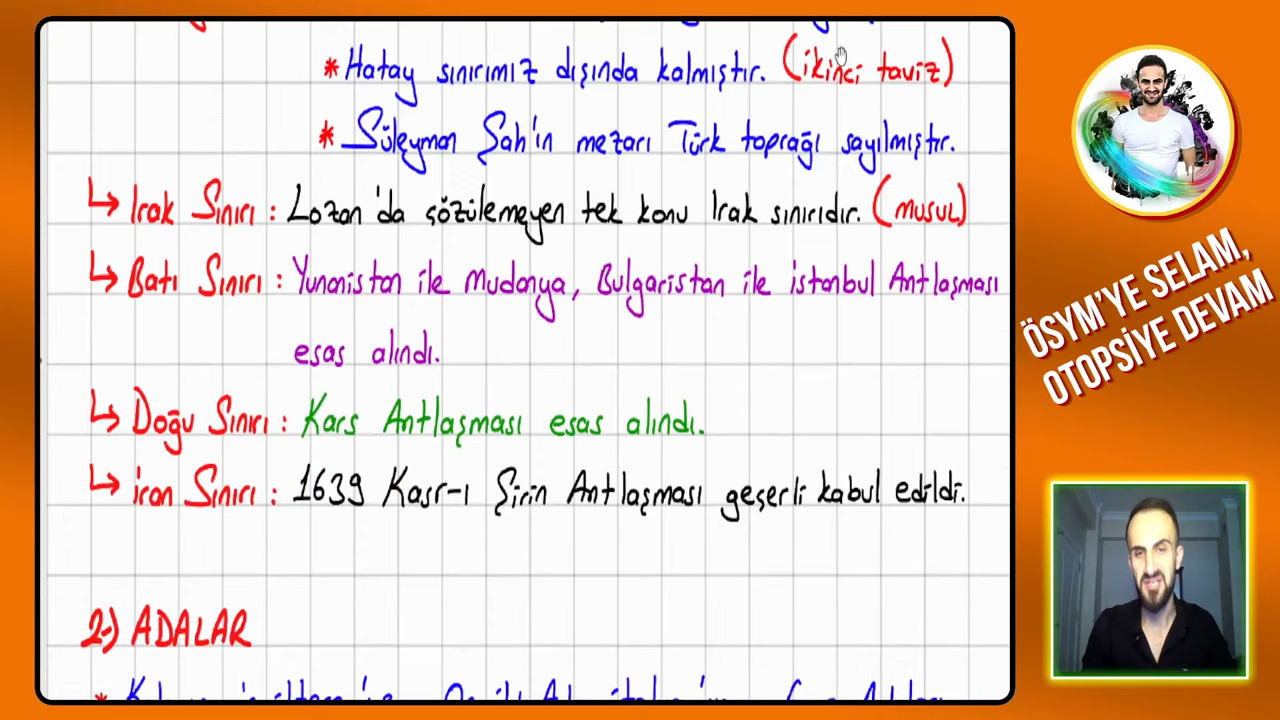 * Hatay sınırımız dışında kalmıştır. (ikinci taviz)
* Süleyman Şah'ın mezarı Türk toprağı sayılmıştır.
↳ Irak Sınırı : Lozan'da çözülemeyen tek konu Irak sınırıdır. (musul)
↳ Batı Sınırı : Yunanistan ile Mudanya, Bulgaristan ile İstanbul Antlaşması
esas alındı.
↳ Doğu Sınırı : Kars Antlaşması esas alındı.
↳ İran Sınırı : 1639 Kasr-ı Şirin Antlaşması geçerli kabul edildi.
2-) ADALAR
ÖSYM'YE SELAM,
OTOPSİYE DEVAM